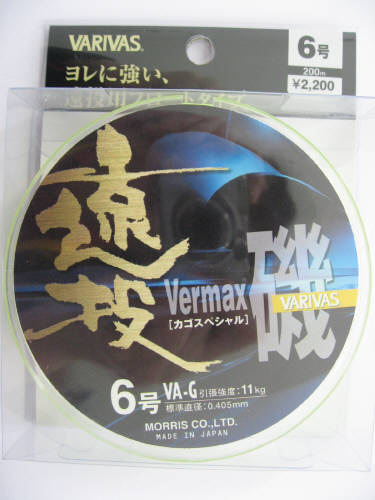 VARIVAS®
6号
200m
¥2,200
ヨレに強い、
遠投用フロートタイプ
遠投
Vermax 磯
VARIVAS
[カゴスペシャル]
6号 VA-G 引張強度:11kg
標準直径:0.405mm
MORRIS CO.,LTD.
MADE IN JAPAN